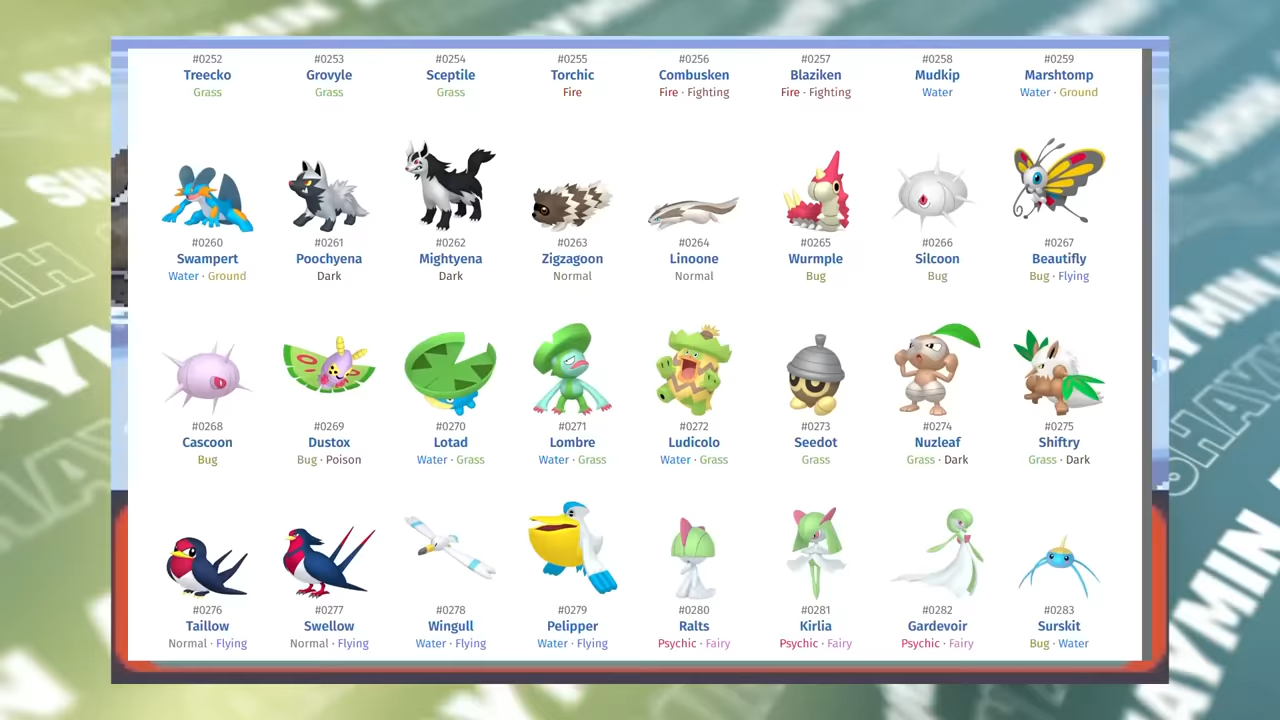 #0252 #0253 #0254 #0255 #0256 #0257 #0258 #0259
Treecko Grovyle Sceptile Torchic Combusken Blaziken Mudkip Marshtomp
Grass Grass Grass Fire Fire · Fighting Fire · Fighting Water Water · Ground
#0260 #0261 #0262 #0263 #0264 #0265 #0266 #0267
Swampert Poochyena Mightyena Zigzagoon Linoone Wurmple Silcoon Beautifly
Water · Ground Dark Dark Normal Normal Bug Bug Bug · Flying
#0268 #0269 #0270 #0271 #0272 #0273 #0274 #0275
Cascoon Dustox Lotad Lombre Ludicolo Seedot Nuzleaf Shiftry
Bug Bug · Poison Water · Grass Water · Grass Water · Grass Grass Grass · Dark Grass · Dark
#0276 #0277 #0278 #0279 #0280 #0281 #0282 #0283
Taillow Swellow Wingull Pelipper Ralts Kirlia Gardevoir Surskit
Normal · Flying Normal · Flying Water · Flying Water · Flying Psychic · Fairy Psychic · Fairy Psychic · Fairy Bug · Water
SHAYMIN